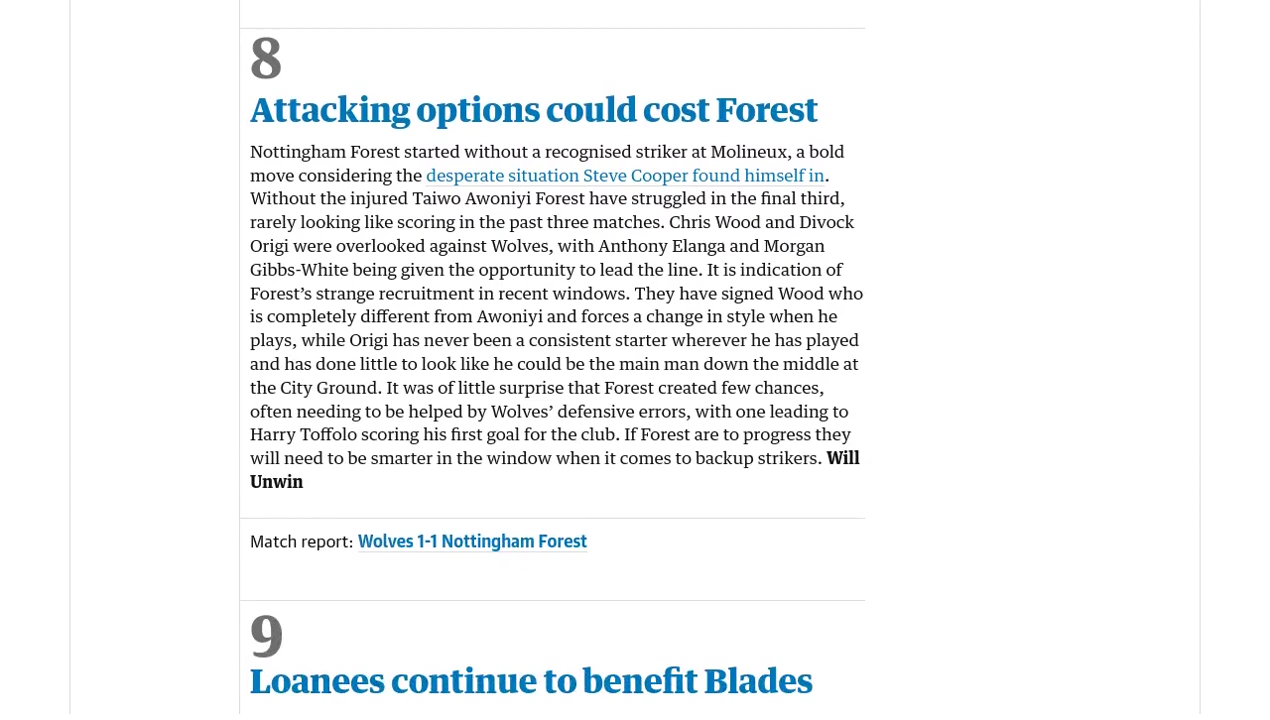 8
Attacking options could cost Forest
Nottingham Forest started without a recognised striker at Molineux, a bold
move considering the desperate situation Steve Cooper found himself in.
Without the injured Taiwo Awoniyi Forest have struggled in the final third,
rarely looking like scoring in the past three matches. Chris Wood and Divock
Origi were overlooked against Wolves, with Anthony Elanga and Morgan
Gibbs-White being given the opportunity to lead the line. It is indication of
Forest’s strange recruitment in recent windows. They have signed Wood who
is completely different from Awoniyi and forces a change in style when he
plays, while Origi has never been a consistent starter wherever he has played
and has done little to look like he could be the main man down the middle at
the City Ground. It was of little surprise that Forest created few chances,
often needing to be helped by Wolves’ defensive errors, with one leading to
Harry Toffolo scoring his first goal for the club. If Forest are to progress they
will need to be smarter in the window when it comes to backup strikers. Will
Unwin
Match report: Wolves 1-1 Nottingham Forest
9
Loanees continue to benefit Blades